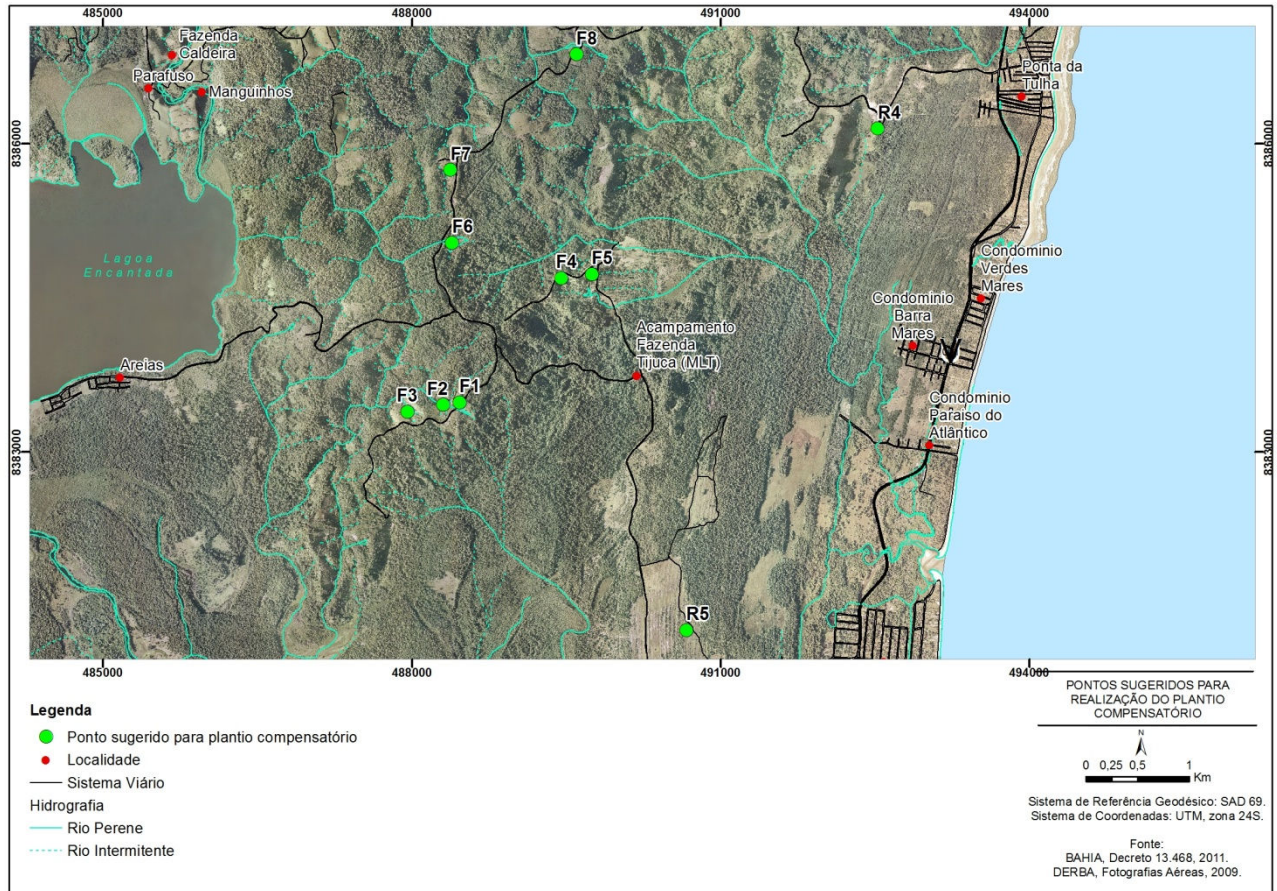 485000
488000
491000
494000
Fazenda
Caldeira
Parafuso
Manguinhos
F8
Ponta da
Tulha
R4
8386000
8386000
F7
F6
Lagoa
Encantada
F4
F5
Condominio
Verdes
Mares
Condominio
Barra
Mares
Acampamento
Fazenda
Tijuca (MLT)
Areias
F3
F2
F1
Condominio
Paraiso do
Atlântico
8383000
8383000
R5
485000
488000
491000
494000
Legenda
Ponto sugerido para plantio compensatório
Localidade
Sistema Viário
Hidrografia
Rio Perene
Rio Intermitente
PONTOS SUGERIDOS PARA
REALIZAÇÃO DO PLANTIO
COMPENSATÓRIO
N
0 0,25 0,5 1
Km
Sistema de Referência Geodésico: SAD 69.
Sistema de Coordenadas: UTM, zona 24S.
Fonte:
BAHIA, Decreto 13.468, 2011.
DERBA, Fotografias Aéreas, 2009.